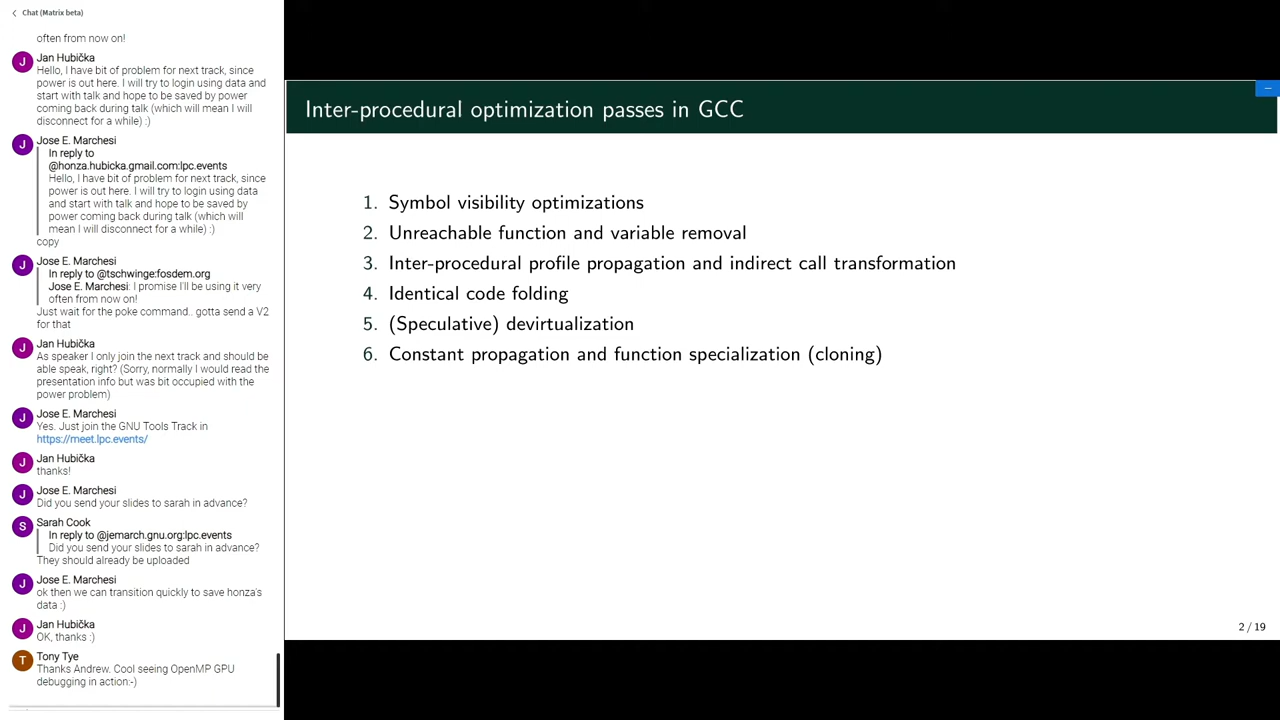 Chat (Matrix beta)
often from now on!
J
Jan Hubička
Hello, I have bit of problem for next track, since
power is out here. I will try to login using data and
start with talk and hope to be saved by power
coming back during talk (which will mean I will
disconnect for a while) :)
J
Jose E. Marchesi
In reply to
@honza.hubicka.gmail.com:lpc.events
Hello, I have bit of problem for next track, since
power is out here. I will try to login using data
and start with talk and hope to be saved by
power coming back during talk (which will
mean I will disconnect for a while) :)
copy
J
Jose E. Marchesi
In reply to @tschwinge:fosdem.org
Jose E. Marchesi: I promise I'll be using it very
often from now on!
Just wait for the poke command.. gotta send a V2
for that
J
Jan Hubička
As speaker I only join the next track and should be
able speak, right? (Sorry, normally I would read the
presentation info but was bit occupied with the
power problem)
J
Jose E. Marchesi
Yes. Just join the GNU Tools Track in
https://meet.lpc.events/
J
Jan Hubička
thanks!
J
Jose E. Marchesi
Did you send your slides to sarah in advance?
S
Sarah Cook
In reply to @jemarch.gnu.org:lpc.events
Did you send your slides to sarah in advance?
They should already be uploaded
J
Jose E. Marchesi
ok then we can transition quickly to save honza's
data :)
J
Jan Hubička
OK, thanks :)
T
Tony Tye
Thanks Andrew. Cool seeing OpenMP GPU
debugging in action:-)
Inter-procedural optimization passes in GCC
1. Symbol visibility optimizations
2. Unreachable function and variable removal
3. Inter-procedural profile propagation and indirect call transformation
4. Identical code folding
5. (Speculative) devirtualization
6. Constant propagation and function specialization (cloning)
2 / 19